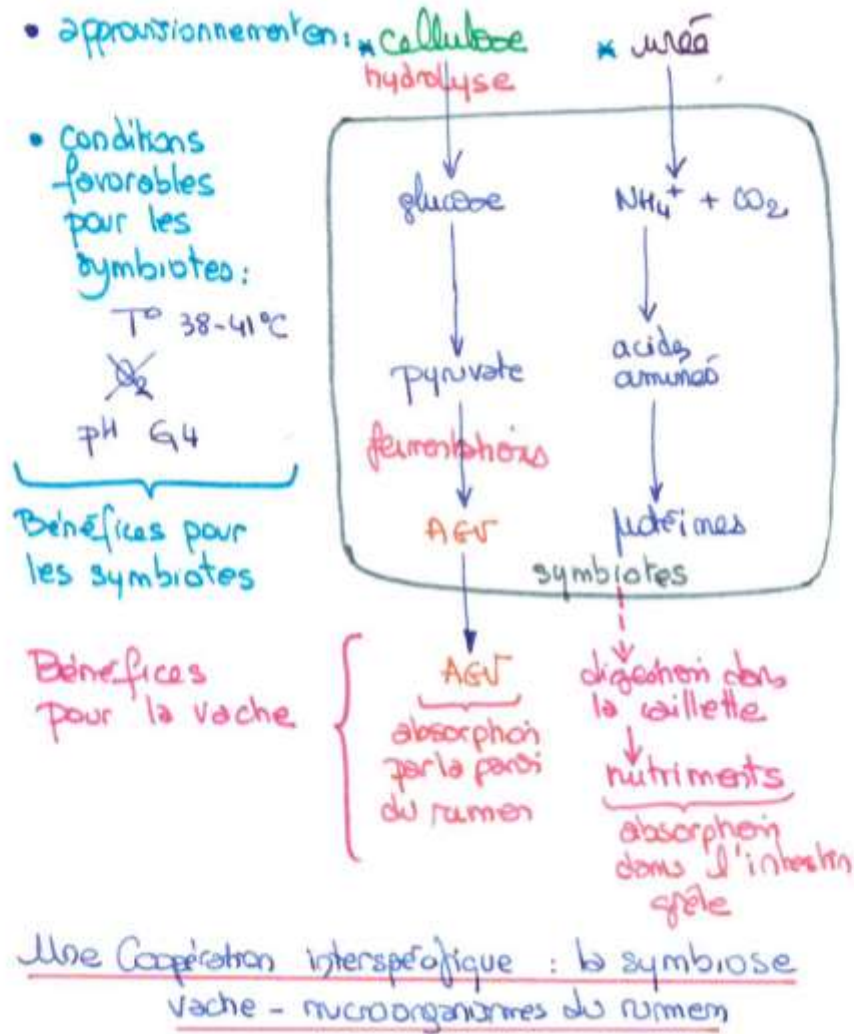 • approvisionnement en : * cellulose * urée
hydrolyse
• conditions
favorables
pour les
symbiotes :
T° 38-41°C
O₂
pH 6,4
Bénéfices pour
les symbiotes
glucose
pyruvate
fermentations
AGV
NH₄⁺ + CO₂
acides
aminés
protéines
symbiotes
Bénéfices
pour la vache
AGV
absorption
par la paroi
du rumen
digestion dans
la caillette
nutriments
absorption
dans l'intestin
grêle
Une Coopération interspécifique : la symbiose
vache - microorganismes du rumen